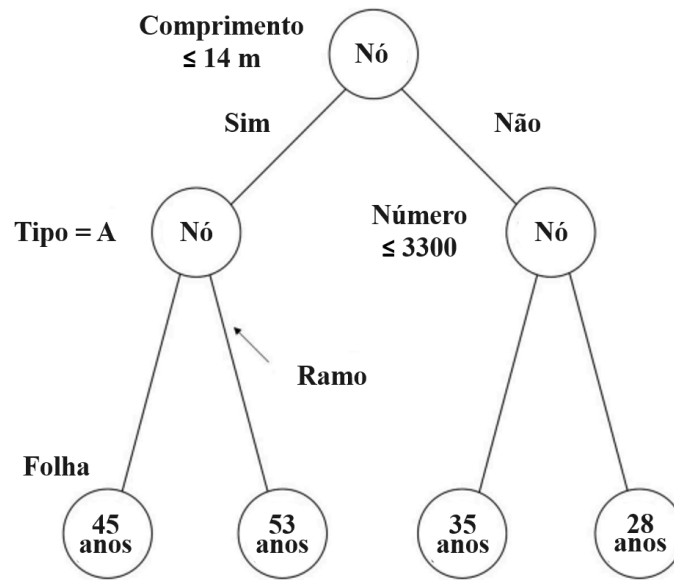 Comprimento
≤ 14 m
Nó
Sim
Não
Tipo = A
Nó
Número
≤ 3300
Nó
Ramo
Folha
45
anos
53
anos
35
anos
28
anos